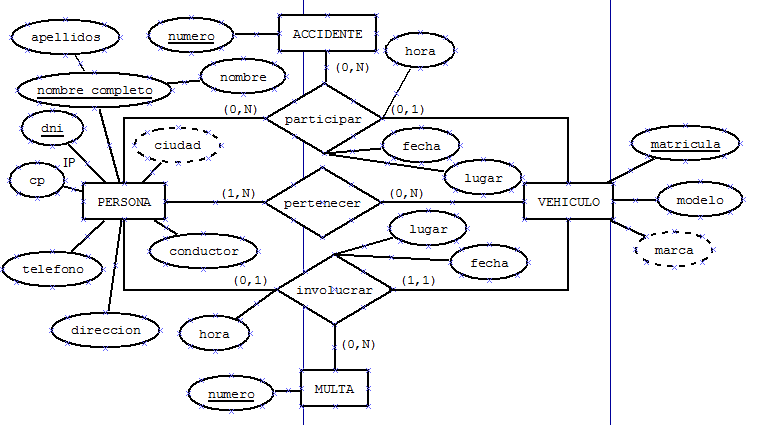 ACCIDENTE
numero
apellidos
hora
(0,N)
nombre
nombre completo
(0,N)
(0,1)
participar
dni
ciudad
fecha
matricula
IP
cp
lugar
(1,N)
(0,N)
PERSONA
pertenecer
VEHICULO
modelo
lugar
conductor
marca
fecha
telefono
(0,1)
(1,1)
involucrar
direccion
hora
(0,N)
MULTA
numero